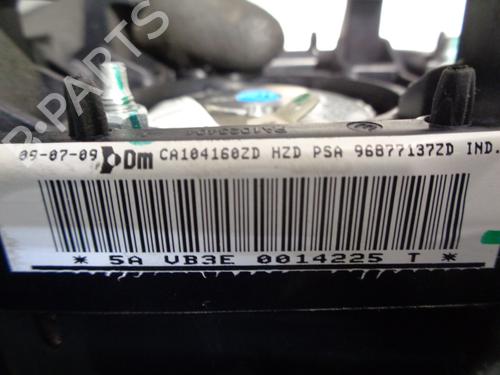 B-PARTS
09-07-09 Dm CA104160ZD HZD PSA 96877137ZD IND.
* 5A VB3E 0014225 T *